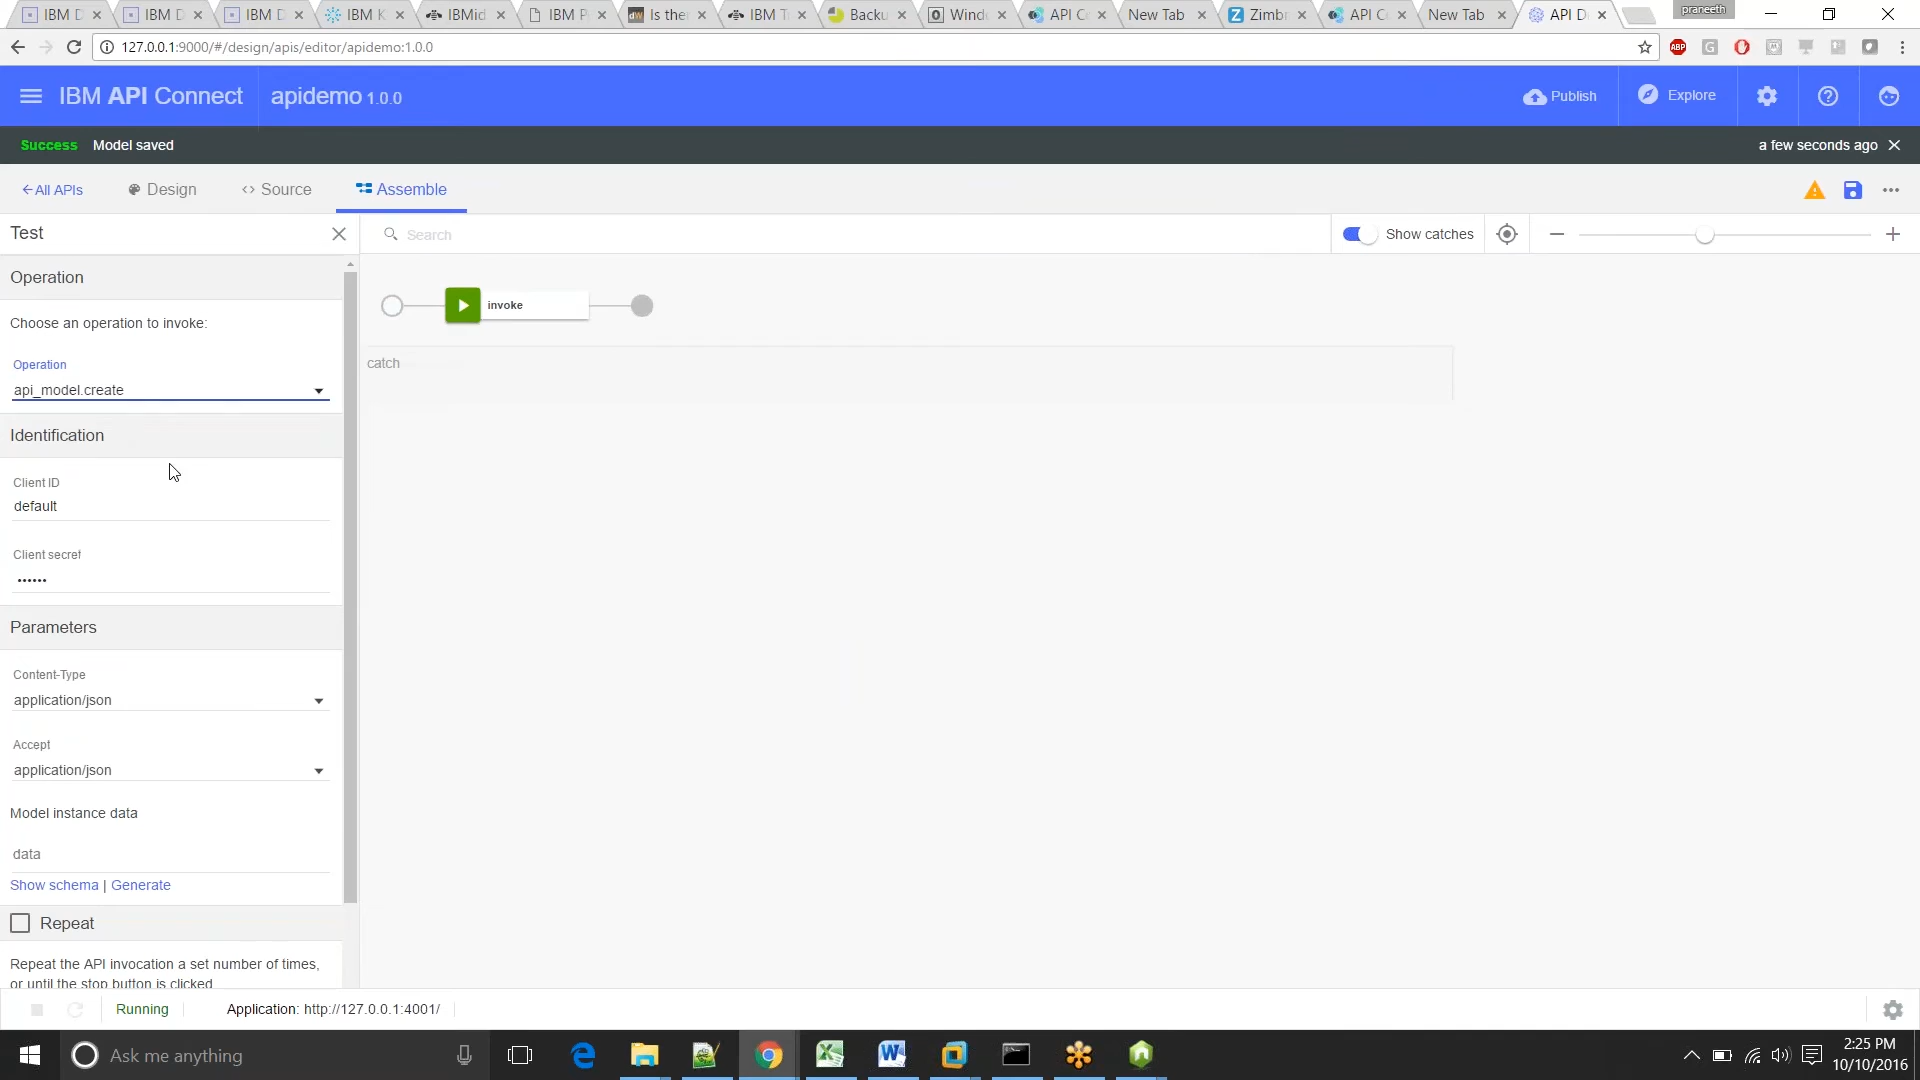 IBM D
IBM D
IBM D
IBM K
IBMid
IBM P
Is the
IBM T
Backu
Wind
API C
New Tab
Zimb
API C
New Tab
API D
praneeth
127.0.0.1:9000/#/design/apis/editor/apidemo:1.0.0
IBM API Connect
apidemo 1.0.0
Publish
Explore
Success Model saved
a few seconds ago
All APIs
Design
Source
Assemble
Test
Search
Show catches
Operation
invoke
Choose an operation to invoke:
catch
Operation
api_model.create
Identification
Client ID
default
Client secret
••••••
Parameters
Content-Type
application/json
Accept
application/json
Model instance data
data
Show schema | Generate
Repeat
Repeat the API invocation a set number of times,
or until the stop button is clicked
Running
Application: http://127.0.0.1:4001/
Ask me anything
2:25 PM
10/10/2016